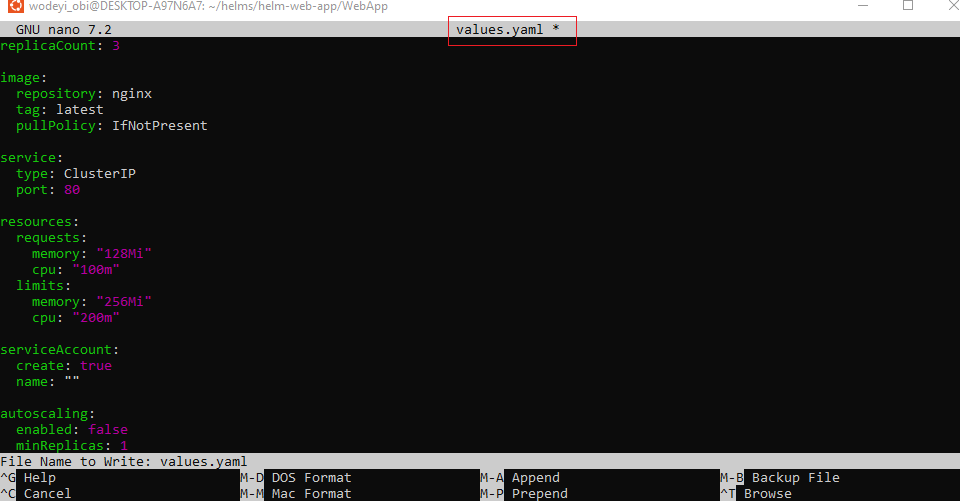 wodeyi_obi@DESKTOP-A97N6A7: ~/helms/helm-web-app/WebApp
GNU nano 7.2 values.yaml *
replicaCount: 3
image:
  repository: nginx
  tag: latest
  pullPolicy: IfNotPresent
service:
  type: ClusterIP
  port: 80
resources:
  requests:
    memory: "128Mi"
    cpu: "100m"
  limits:
    memory: "256Mi"
    cpu: "200m"
serviceAccount:
  create: true
  name: ""
autoscaling:
  enabled: false
  minReplicas: 1
File Name to Write: values.yaml
^G Help M-D DOS Format M-A Append M-B Backup File
^C Cancel M-M Mac Format M-P Prepend ^T Browse